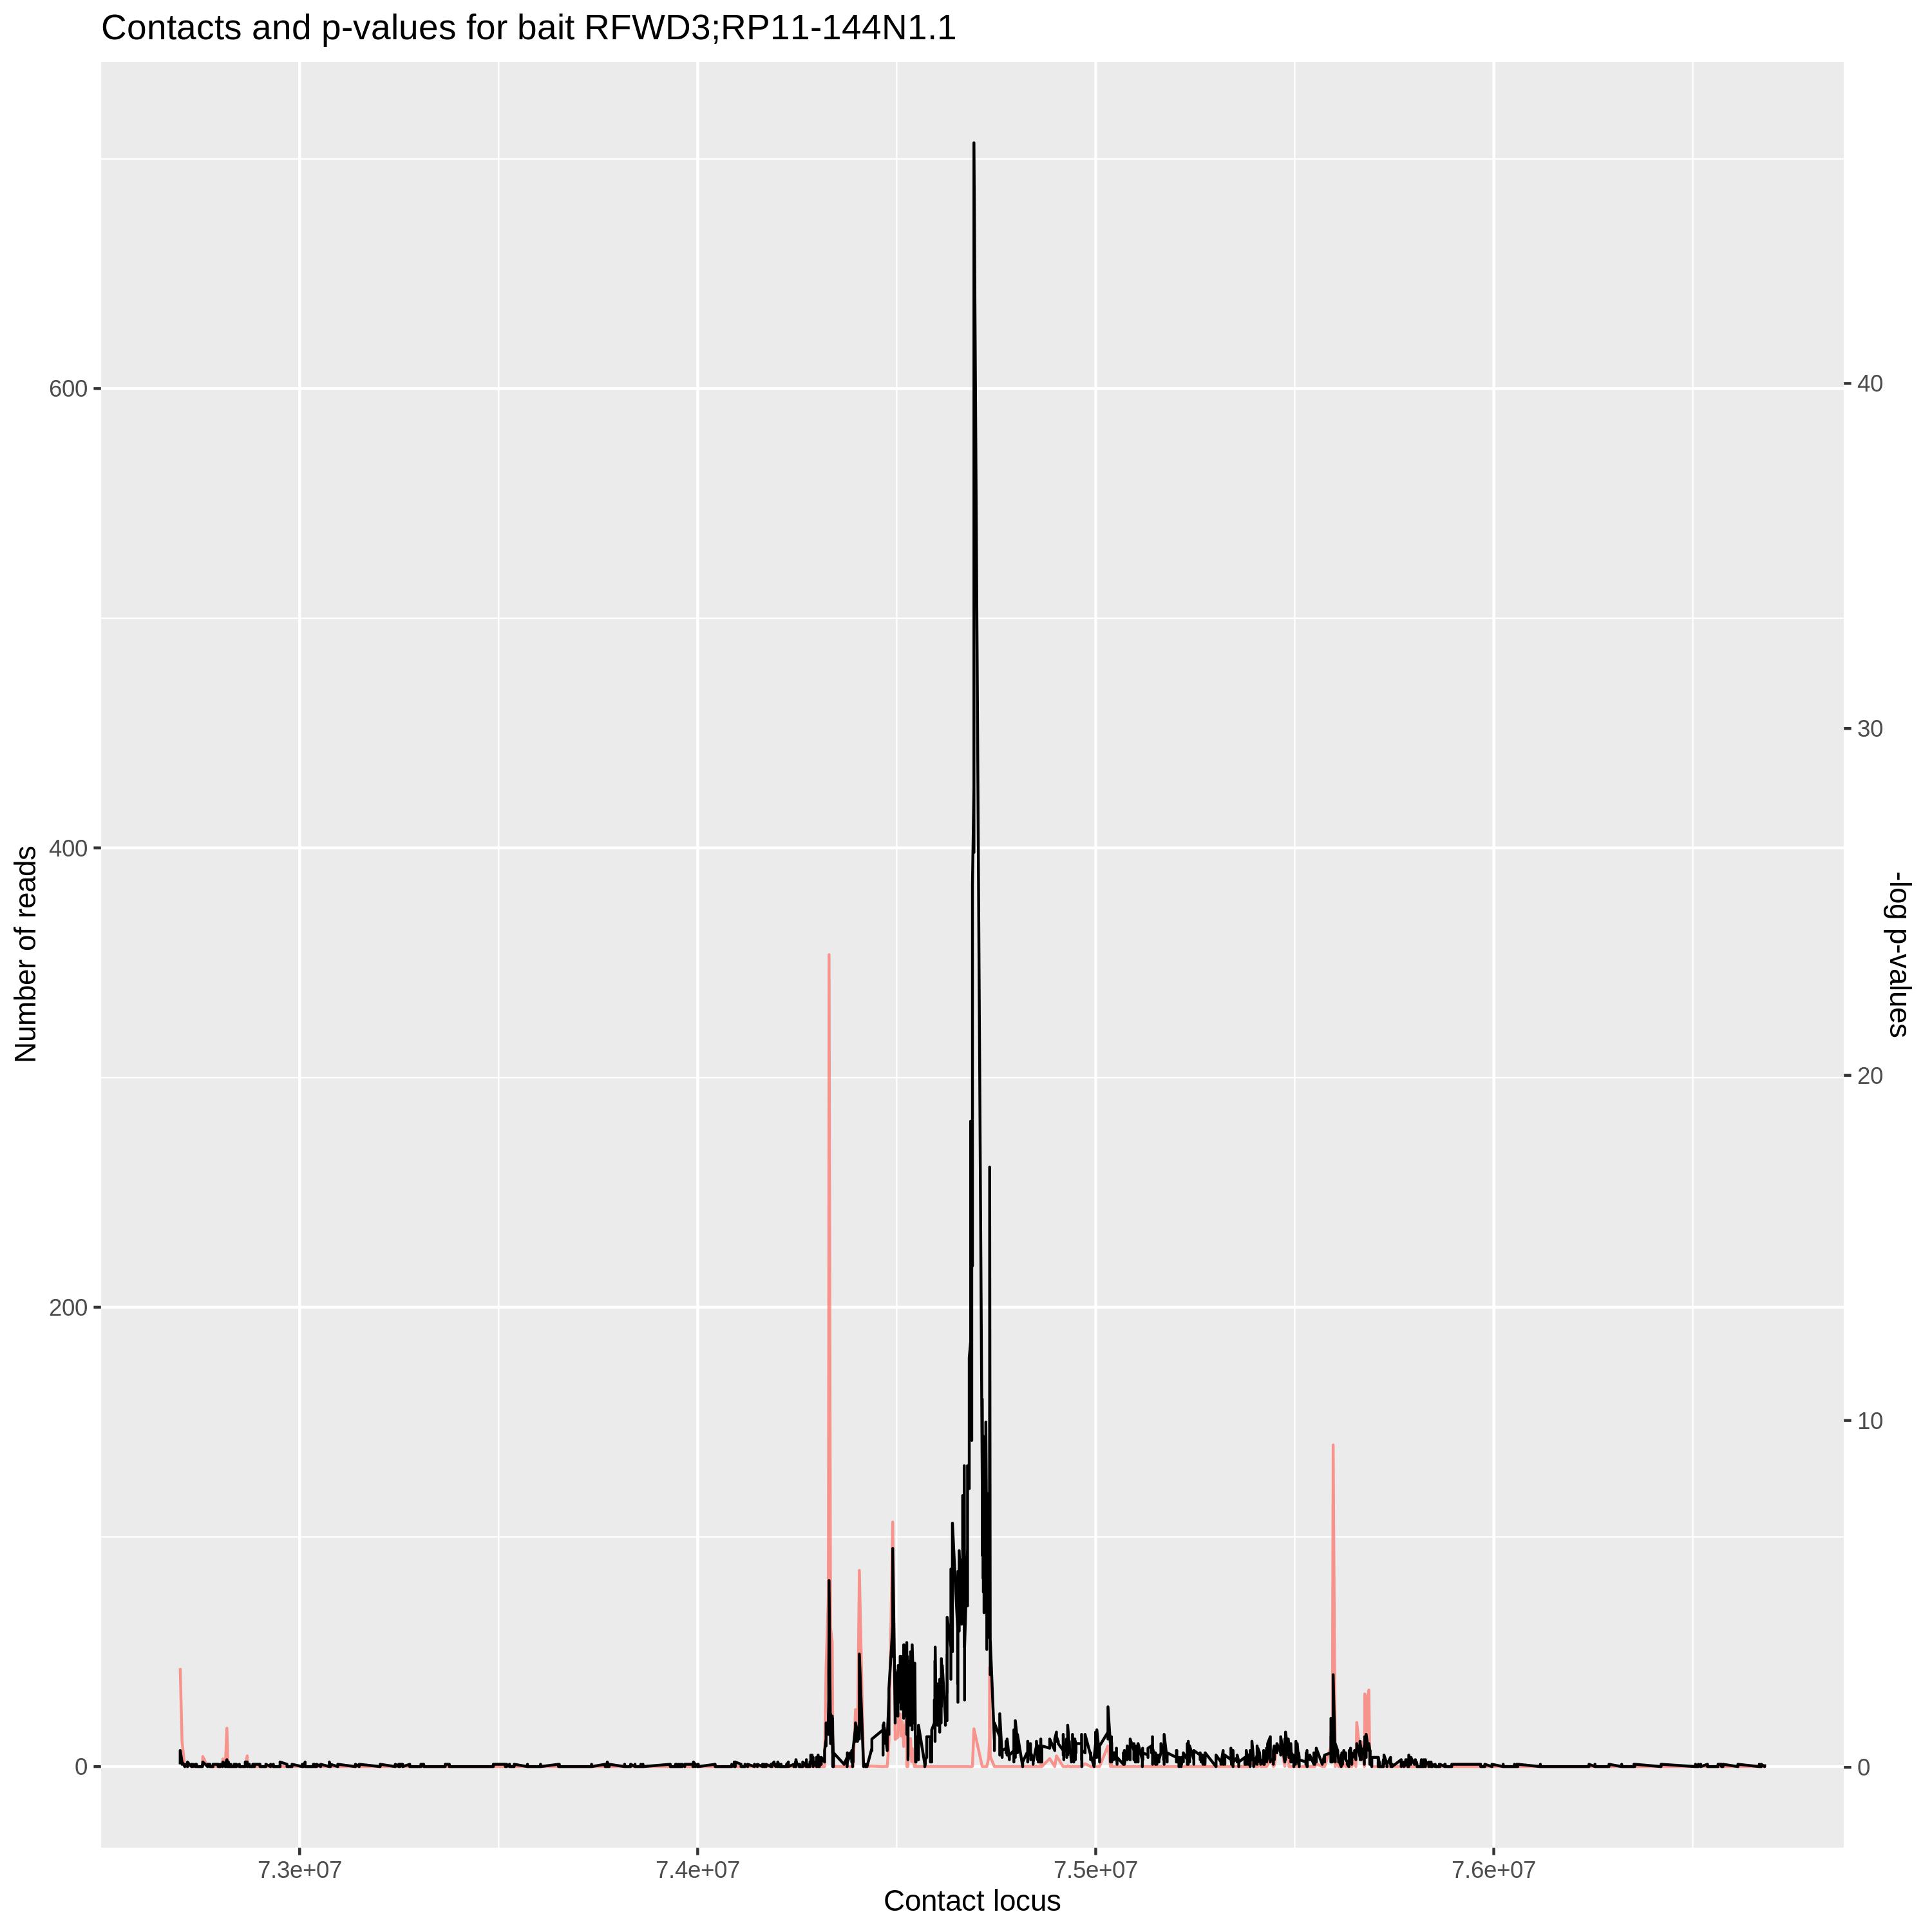 Contacts and p-values for bait RFWD3;RP11-144N1.1
600
400
200
0
Number of reads
40
30
20
10
0
-log p-values
7.3e+07
7.4e+07
7.5e+07
7.6e+07
Contact locus